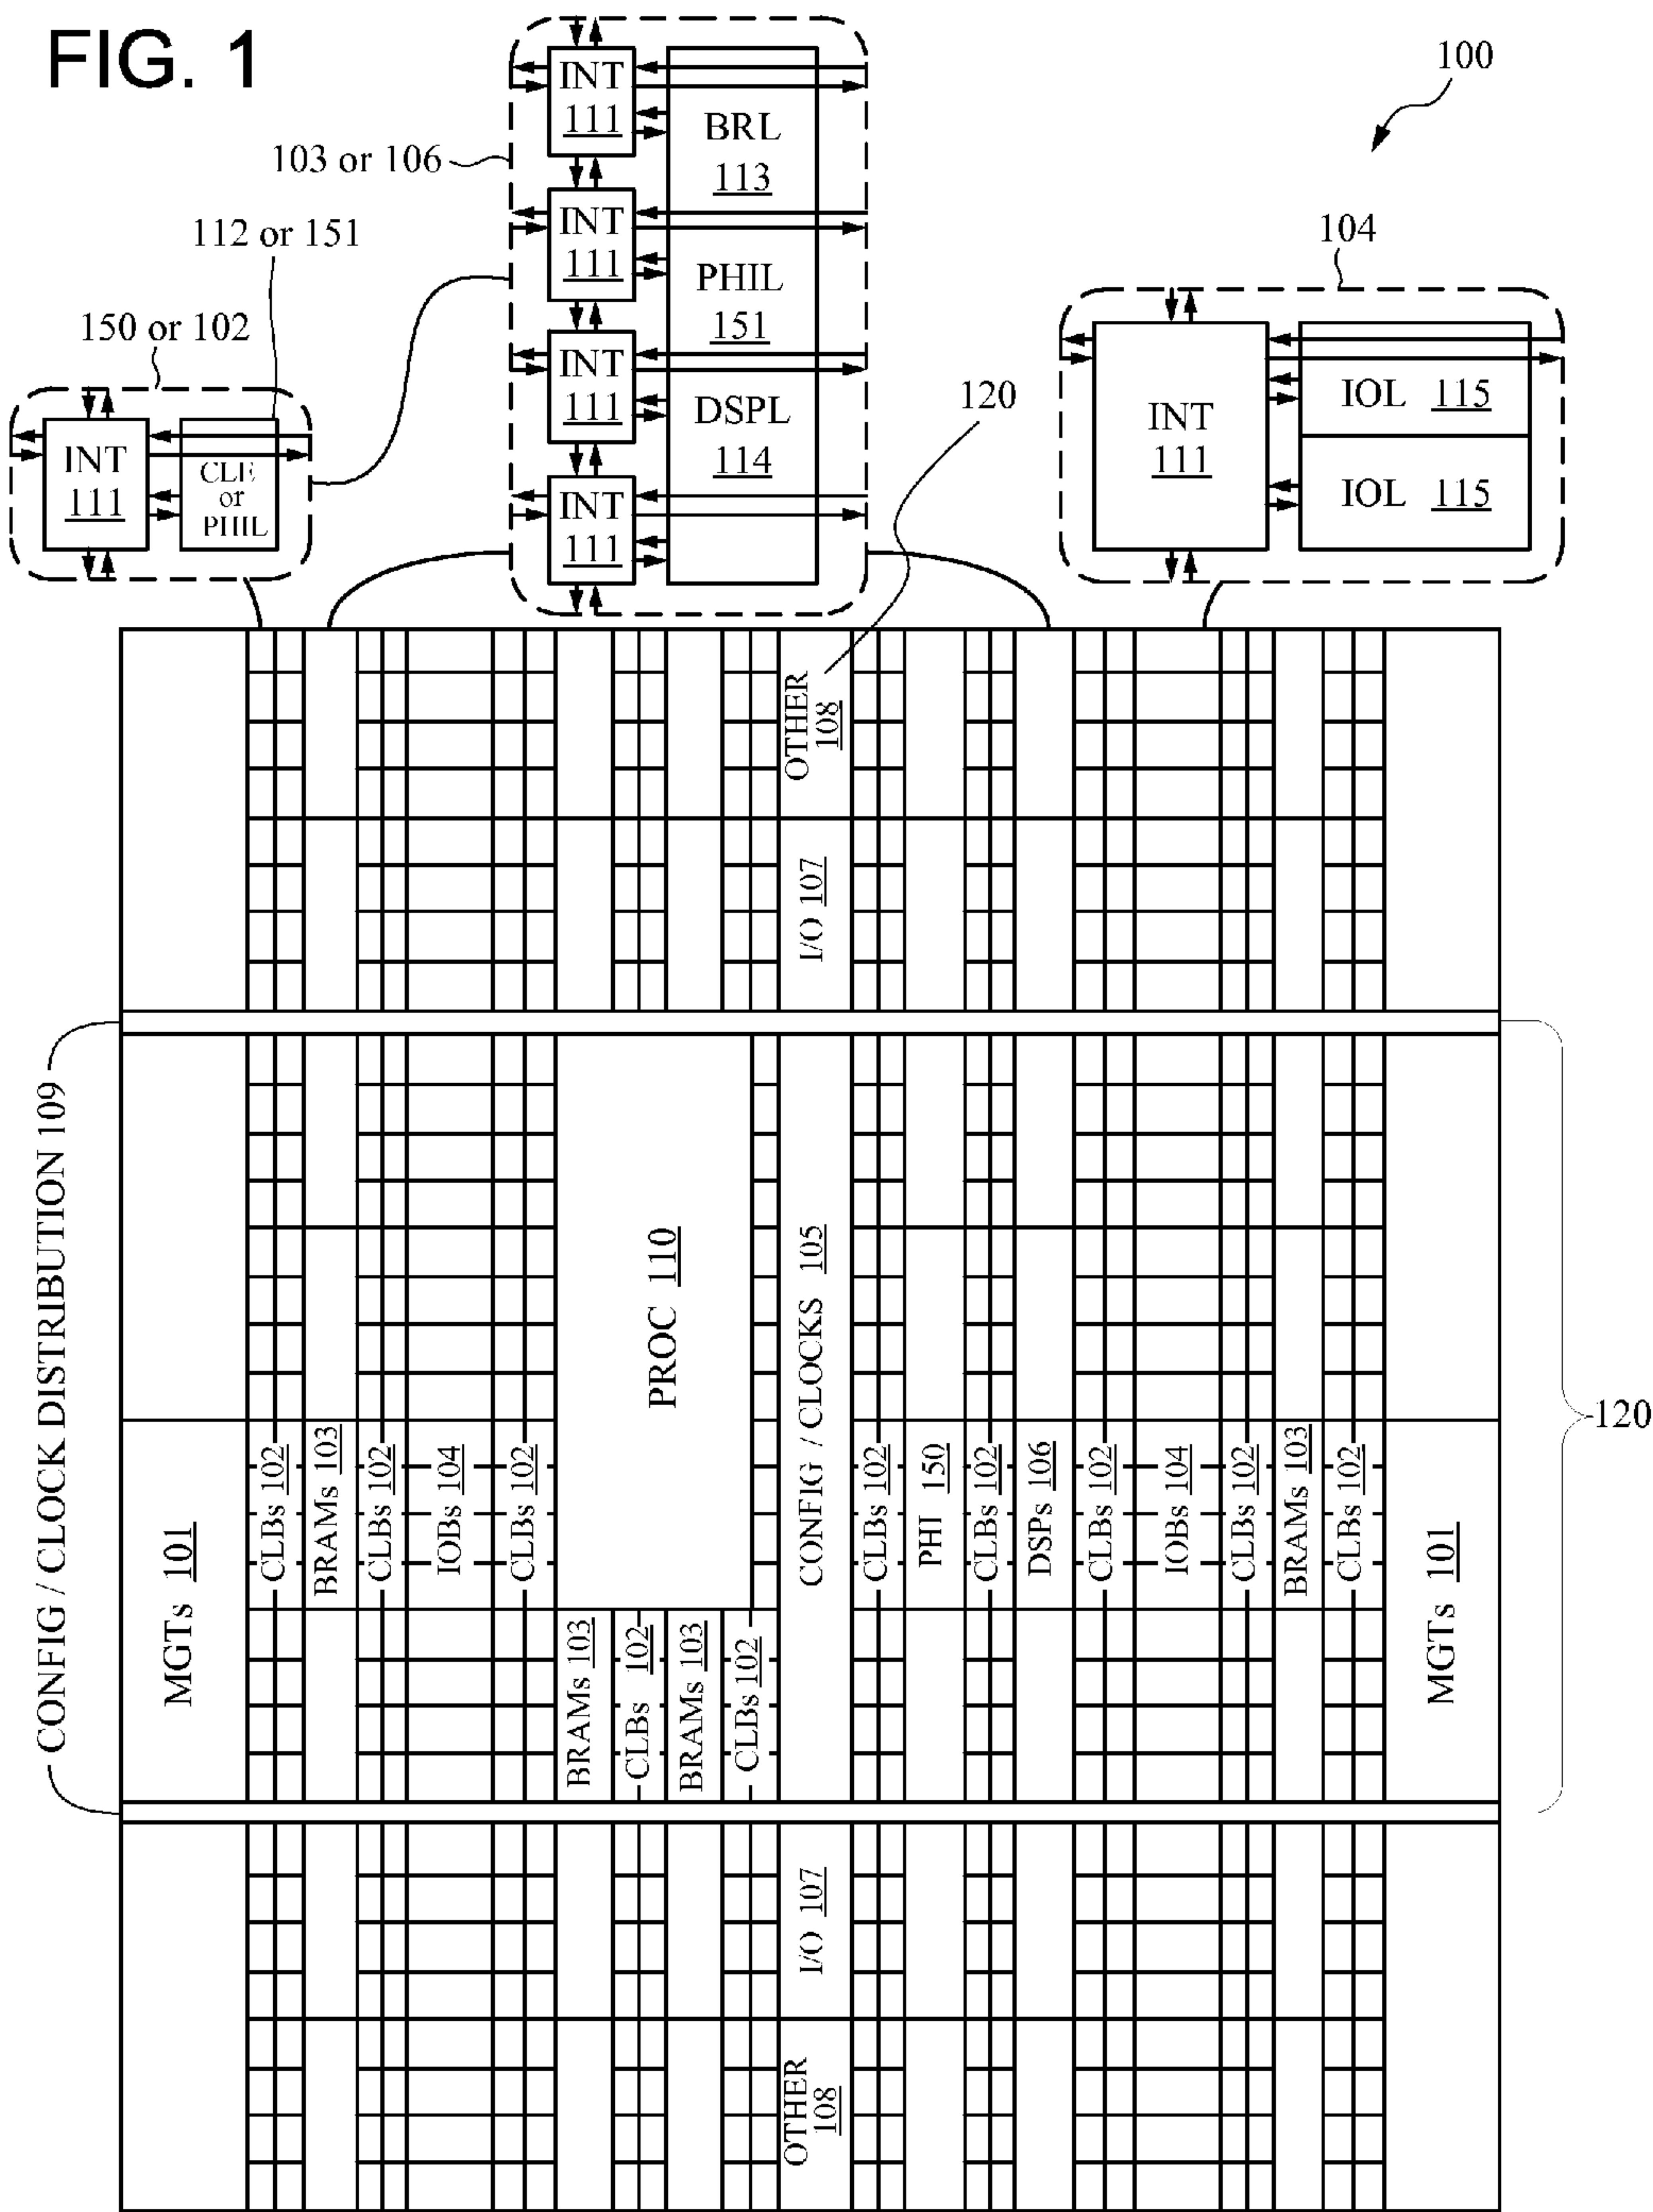 FIG. 1
100
103 or 106
112 or 151
150 or 102
104
120
INT
111
CLE
or
PHIL
INT
111
INT
111
INT
111
INT
111
BRL
113
PHIL
151
DSPL
114
INT
111
IOL 115
IOL 115
OTHER
108
I/O 107
CONFIG / CLOCK DISTRIBUTION 109
MGTs 101
CLBs 102
BRAMs 103
CLBs 102
IOBs 104
CLBs 102
PROC 110
BRAMs 103
CLBs 102
BRAMs 103
CLBs 102
CONFIG / CLOCKS 105
CLBs 102
PHI 150
CLBs 102
DSPs 106
CLBs 102
IOBs 104
CLBs 102
BRAMs 103
CLBs 102
MGTs 101
120
I/O 107
OTHER
108